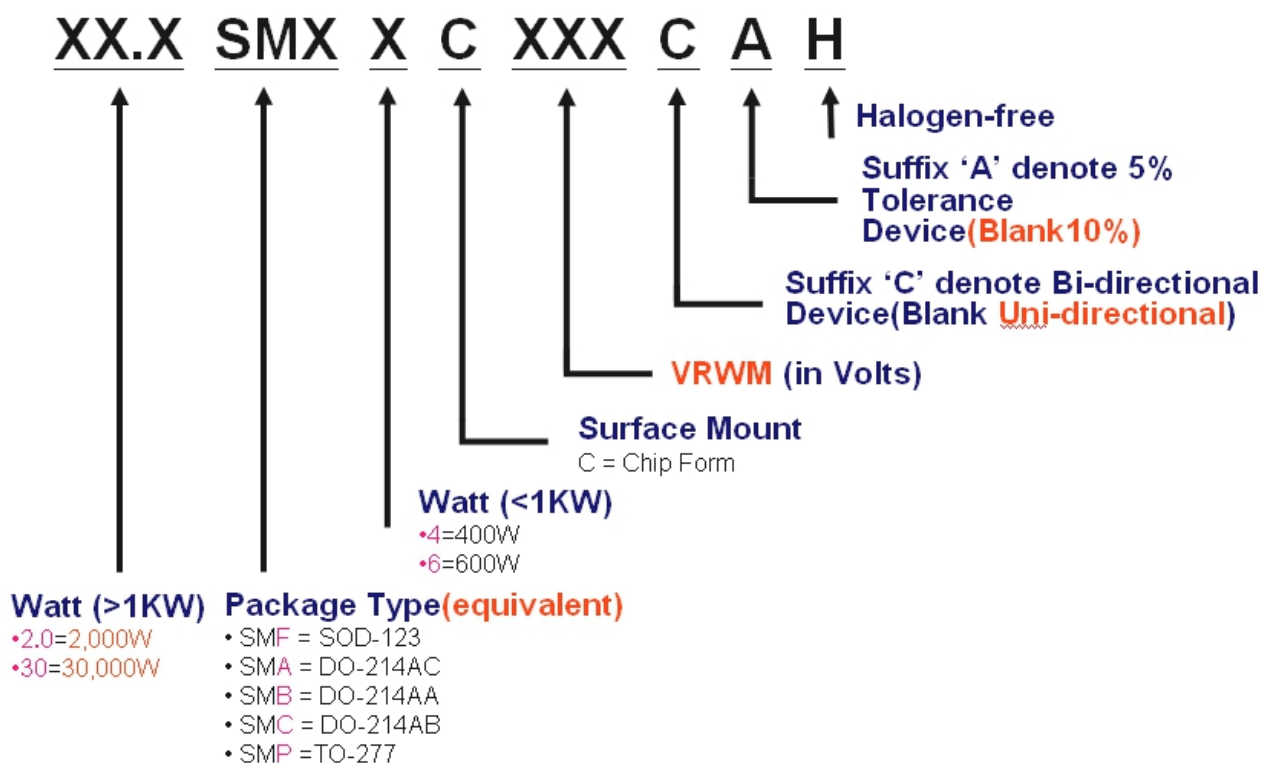 XX.X SMX X C XXX C A H
Halogen-free
Suffix ‘A’ denote 5%
Tolerance
Device(Blank10%)
Suffix ‘C’ denote Bi-directional
Device(Blank Uni-directional)
VRWM (in Volts)
Surface Mount
C = Chip Form
Watt (<1KW)
•4=400W
•6=600W
Watt (>1KW)
•2.0=2,000W
•30=30,000W
Package Type(equivalent)
• SMF = SOD-123
• SMA = DO-214AC
• SMB = DO-214AA
• SMC = DO-214AB
• SMP =TO-277